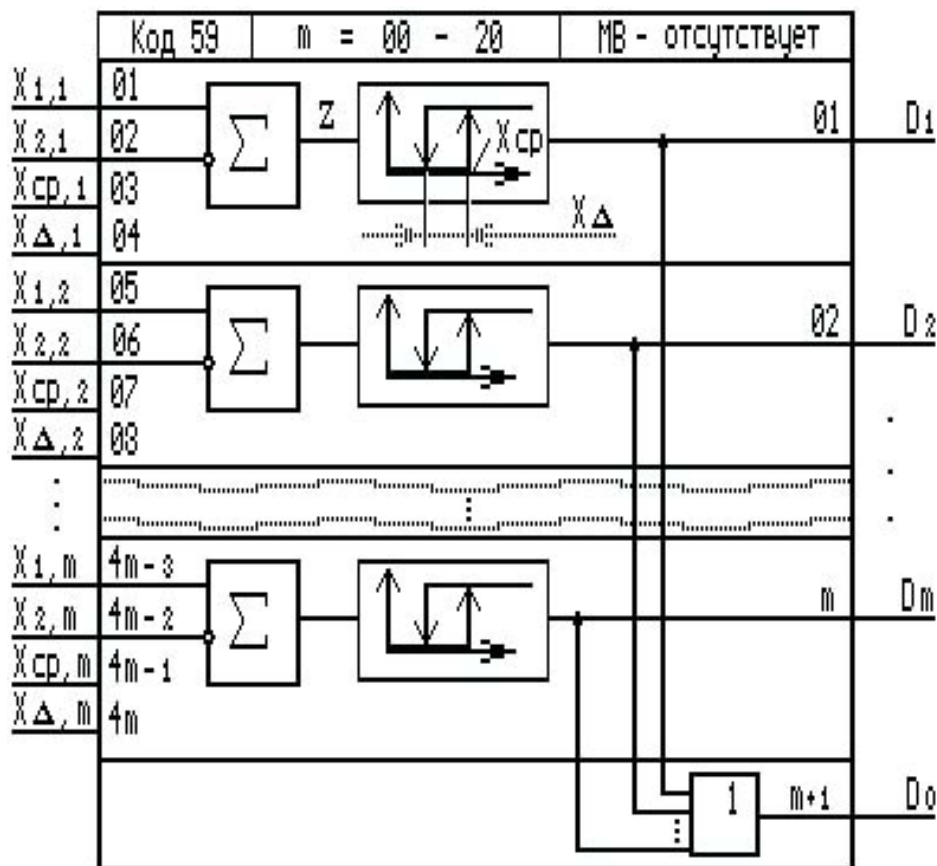 Код 59 m = 00 - 20 МВ - отсутствует
X1,1 01
X2,1 02
Xср,1 03
XΔ,1 04
Σ
Z
Xср
XΔ
01 D1
X1,2 05
X2,2 06
Xср,2 07
XΔ,2 08
Σ
02 D2
X1,m 4m-3
X2,m 4m-2
Xср,m 4m-1
XΔ,m 4m
Σ
m Dm
1
m+1 D0